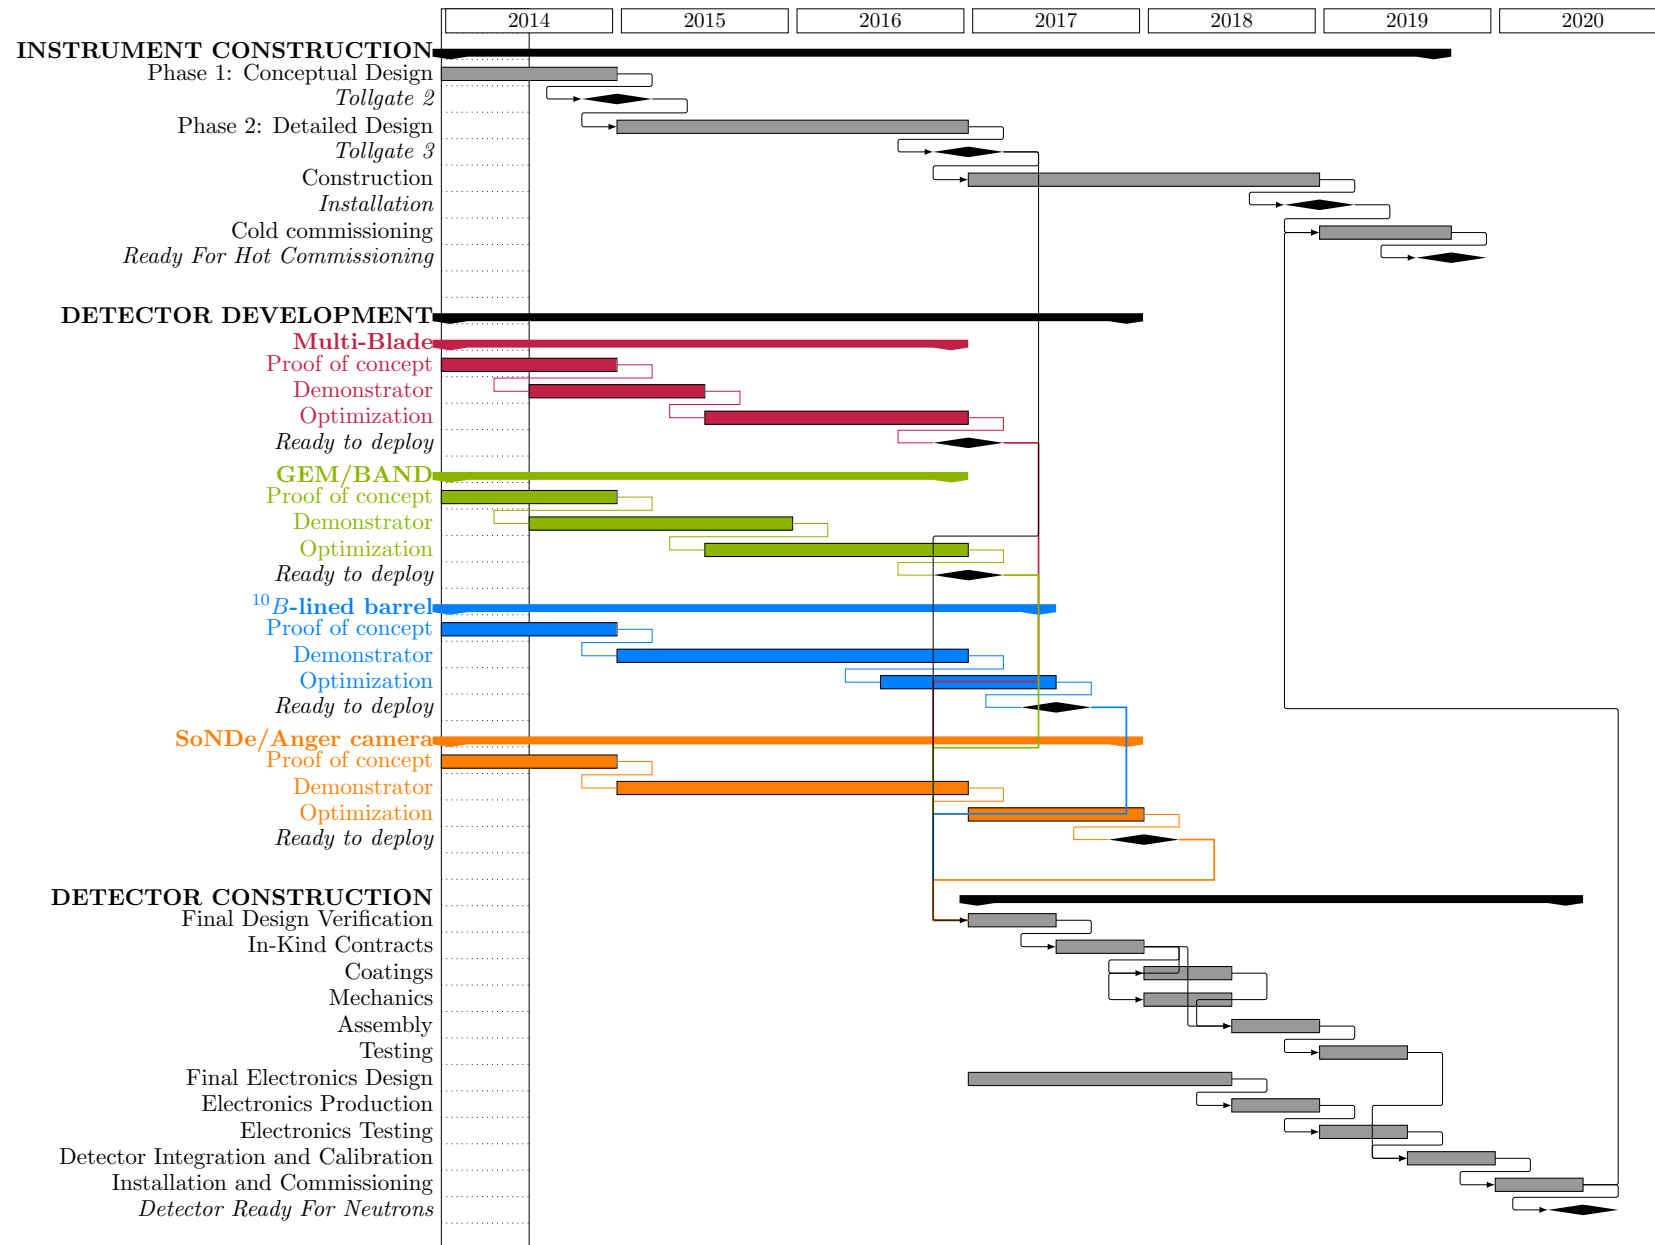 2014 2015 2016 2017 2018 2019 2020
INSTRUMENT CONSTRUCTION
Phase 1: Conceptual Design
Tollgate 2
Phase 2: Detailed Design
Tollgate 3
Construction
Installation
Cold commissioning
Ready For Hot Commissioning
DETECTOR DEVELOPMENT
Multi-Blade
Proof of concept
Demonstrator
Optimization
Ready to deploy
GEM/BAND
Proof of concept
Demonstrator
Optimization
Ready to deploy
¹⁰B-lined barrel
Proof of concept
Demonstrator
Optimization
Ready to deploy
SoNDe/Anger camera
Proof of concept
Demonstrator
Optimization
Ready to deploy
DETECTOR CONSTRUCTION
Final Design Verification
In-Kind Contracts
Coatings
Mechanics
Assembly
Testing
Final Electronics Design
Electronics Production
Electronics Testing
Detector Integration and Calibration
Installation and Commissioning
Detector Ready For Neutrons